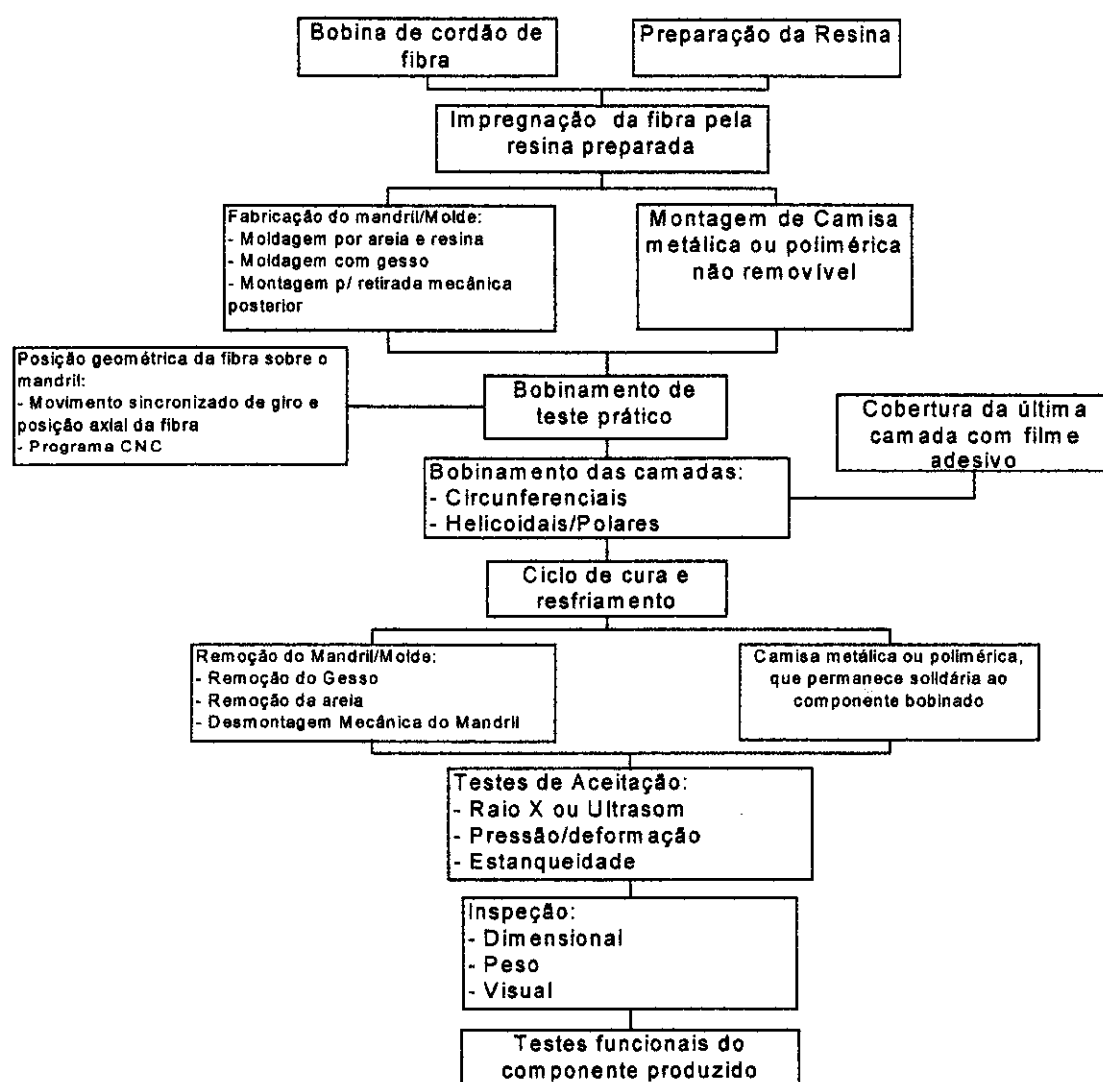 Bobina de cordão de
fibra
Preparação da Resina
Impregnação da fibra pela
resina preparada
Fabricação do mandril/Molde:
- Moldagem por areia e resina
- Moldagem com gesso
- Montagem p/ retirada mecânica
posterior
Montagem de Camisa
metálica ou polimérica
não removível
Posição geométrica da fibra sobre o
mandril:
- Movimento sincronizado de giro e
posição axial da fibra
- Programa CNC
Bobinamento de
teste prático
Cobertura da última
camada com filme
adesivo
Bobinamento das camadas:
- Circunferenciais
- Helicoidais/Polares
Ciclo de cura e
resfriamento
Remoção do Mandril/Molde:
- Remoção do Gesso
- Remoção da areia
- Desmontagem Mecânica do Mandril
Camisa metálica ou polimérica,
que permanece solidária ao
componente bobinado
Testes de Aceitação:
- Raio X ou Ultrasom
- Pressão/deformação
- Estanqueidade
Inspeção:
- Dimensional
- Peso
- Visual
Testes funcionais do
componente produzido